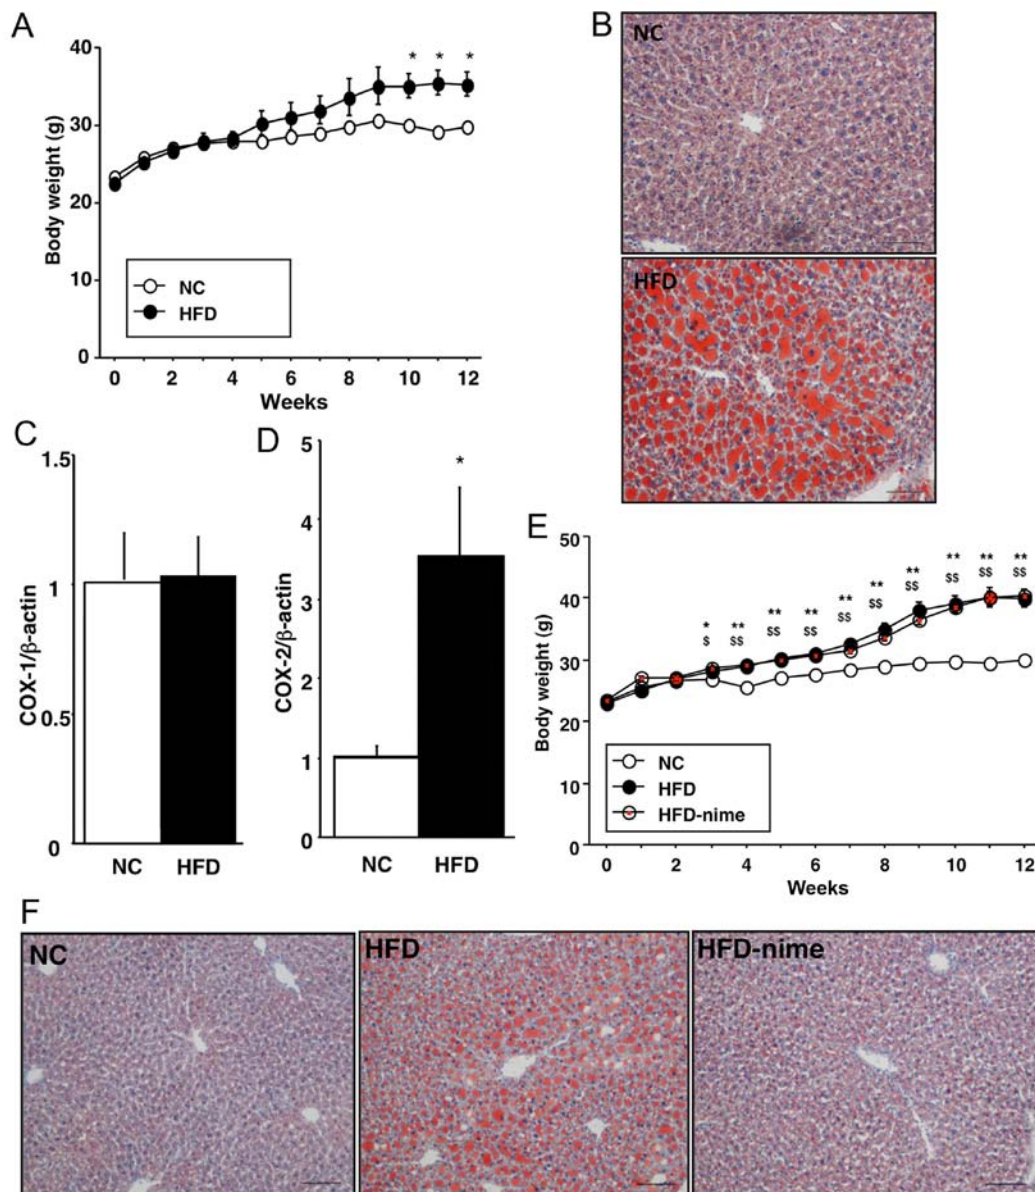 A
Body weight (g)
40
30
20
10
0
* * *
NC
HFD
0 2 4 6 8 10 12
Weeks
B
NC
HFD
C
COX-1/β-actin
1.5
1
0.5
0
NC HFD
D
COX-2/β-actin
5
4
3
2
1
0
*
NC HFD
E
Body weight (g)
50
40
30
20
10
0
* ** ** ** ** ** ** ** ** **
$ $$ $$ $$ $$ $$ $$ $$ $$ $$
NC
HFD
HFD-nime
0 2 4 6 8 10 12
Weeks
F
NC
HFD
HFD-nime